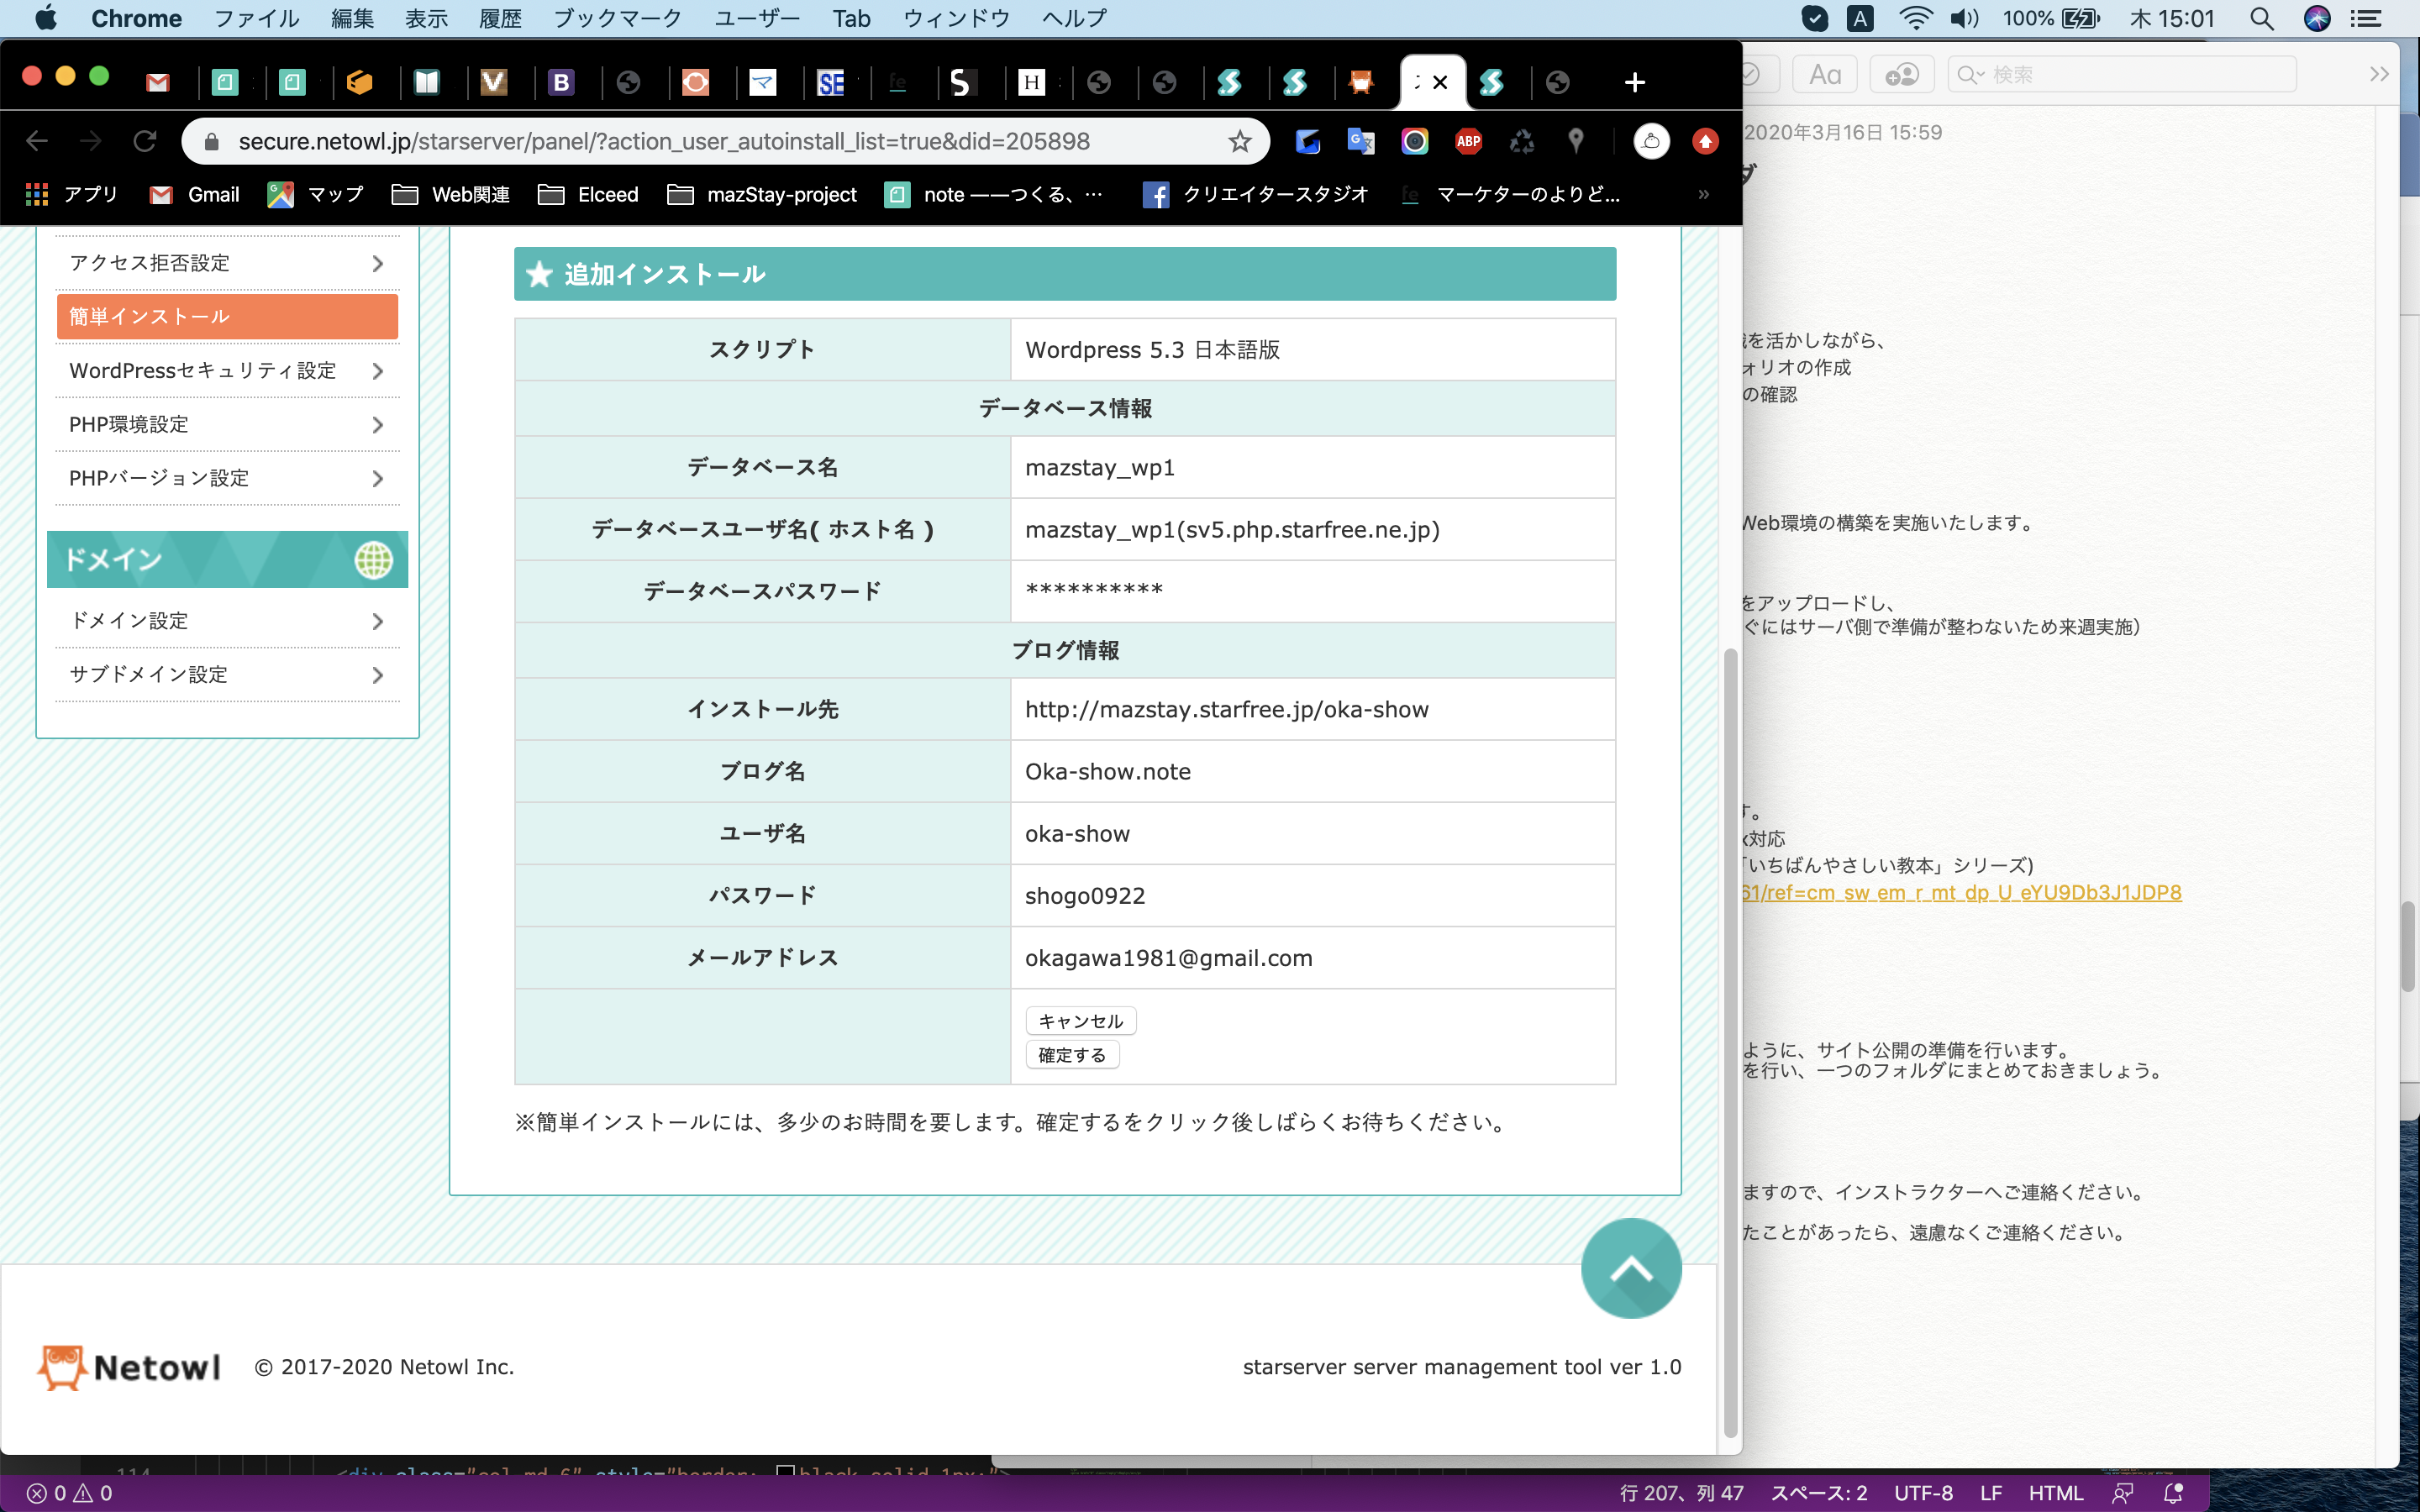 Chrome ファイル 編集 表示 履歴 ブックマーク ユーザー Tab ウィンドウ ヘルプ
A 100% 木 15:01
secure.netowl.jp/starserver/panel/?action_user_autoinstall_list=true&did=205898
ABP
アプリ Gmail マップ Web関連 Elceed mazStay-project note ——つくる、… クリエイタースタジオ マーケターのよりど... »
アクセス拒否設定
簡単インストール
WordPressセキュリティ設定
PHP環境設定
PHPバージョン設定
ドメイン
ドメイン設定
サブドメイン設定
追加インストール
スクリプト Wordpress 5.3 日本語版
データベース情報
データベース名 mazstay_wp1
データベースユーザ名( ホスト名 ) mazstay_wp1(sv5.php.starfree.ne.jp)
データベースパスワード **********
ブログ情報
インストール先 http://mazstay.starfree.jp/oka-show
ブログ名 Oka-show.note
ユーザ名 oka-show
パスワード shogo0922
メールアドレス okagawa1981@gmail.com
キャンセル
確定する
※簡単インストールには、多少のお時間を要します。確定するをクリック後しばらくお待ちください。
Netowl © 2017-2020 Netowl Inc. starserver server management tool ver 1.0
Aa 検索
2020年3月16日 15:59
を活かしながら、
ォリオの作成
の確認
Web環境の構築を実施いたします。
をアップロードし、
ぐにはサーバ側で準備が整わないため来週実施）
す。
x対応
「いちばんやさしい教本」シリーズ)
61/ref=cm_sw_em_r_mt_dp_U_eYU9Db3J1JDP8
ように、サイト公開の準備を行います。
を行い、一つのフォルダにまとめておきましょう。
ますので、インストラクターへご連絡ください。
たことがあったら、遠慮なくご連絡ください。
0 0 行 207、列 47 スペース: 2 UTF-8 LF HTML